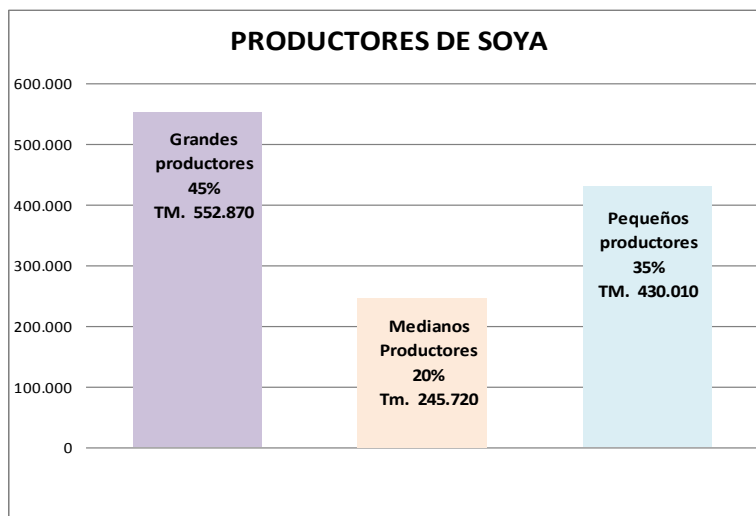 PRODUCTORES DE SOYA
600.000
500.000
400.000
300.000
200.000
100.000
0
Grandes
productores
45%
TM. 552.870
Medianos
Productores
20%
Tm. 245.720
Pequeños
productores
35%
TM. 430.010